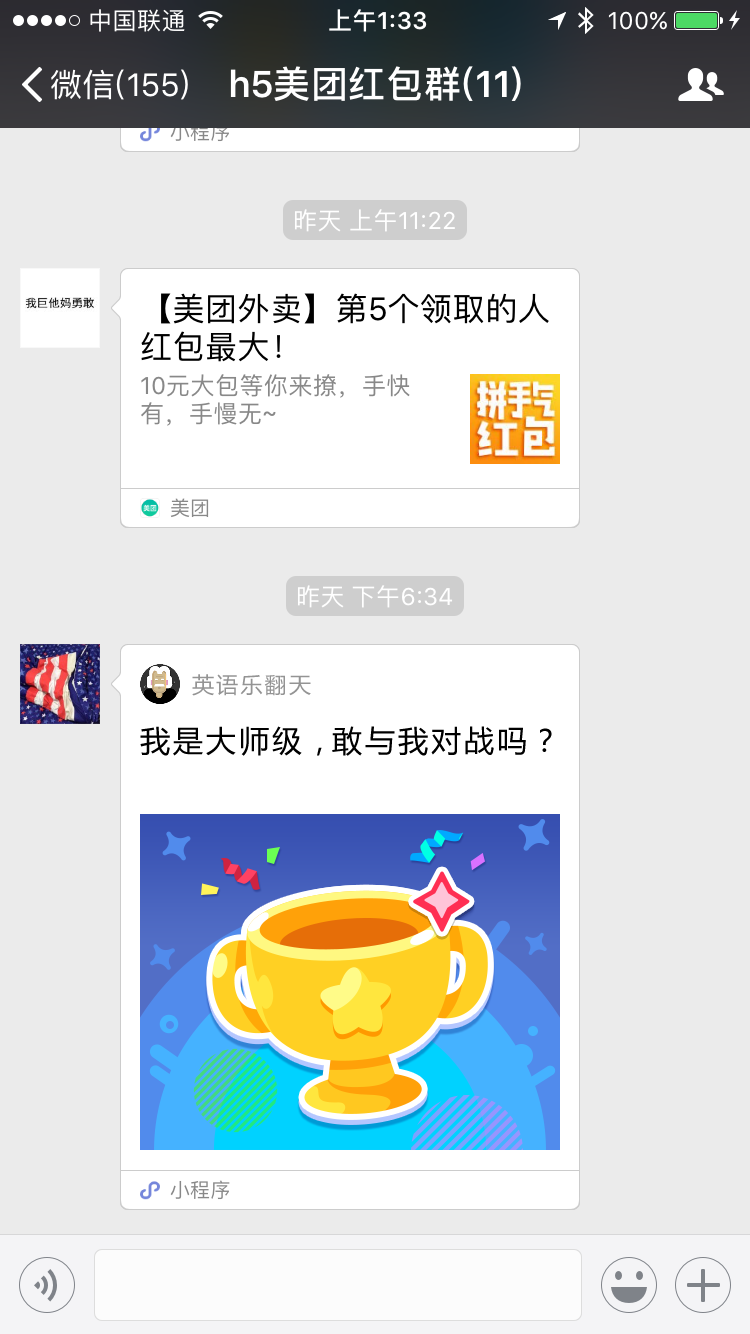 中国联通
上午1:33
100%
微信(155)
h5美团红包群(11)
小程序
昨天 上午11:22
我巨他妈勇敢
【美团外卖】第5个领取的人
红包最大！
10元大包等你来撩，手快
有，手慢无~
拼手气
红包
美团
美团
昨天 下午6:34
英语乐翻天
我是大师级 , 敢与我对战吗？
小程序